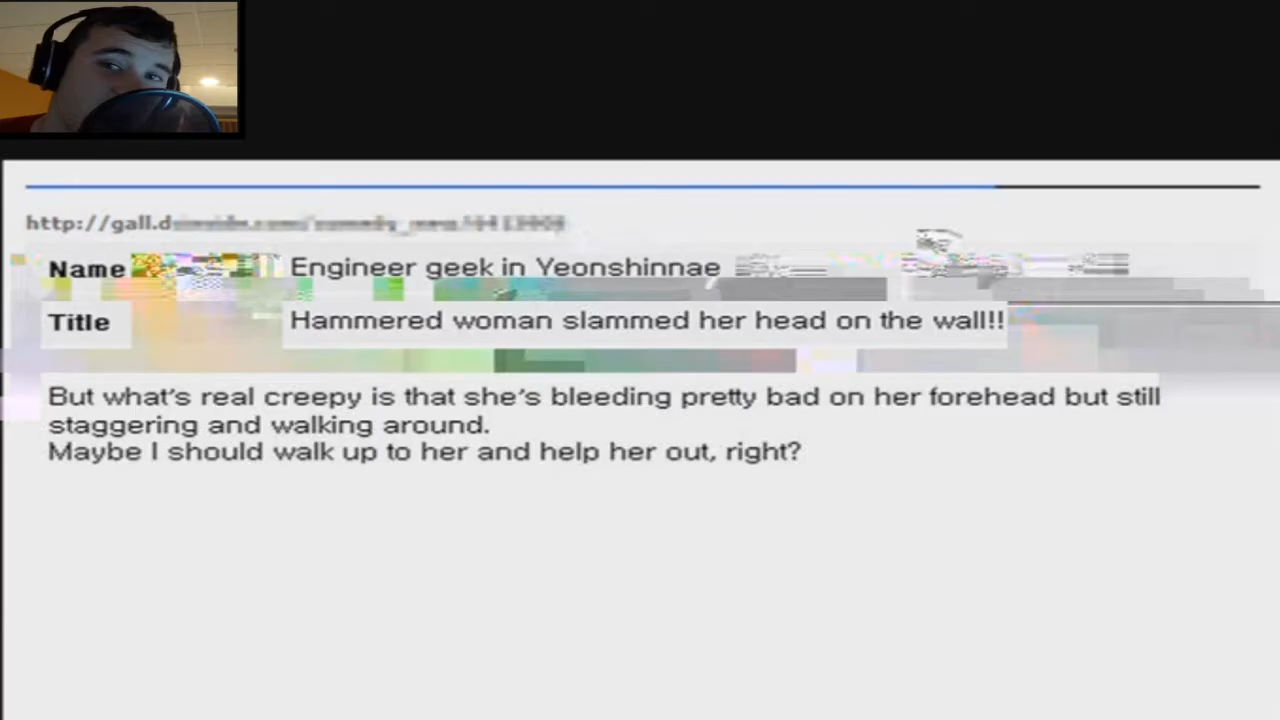 http://gall.d
Name Engineer geek in Yeonshinnae
Title Hammered woman slammed her head on the wall!!
But what's real creepy is that she's bleeding pretty bad on her forehead but still
staggering and walking around.
Maybe I should walk up to her and help her out, right?